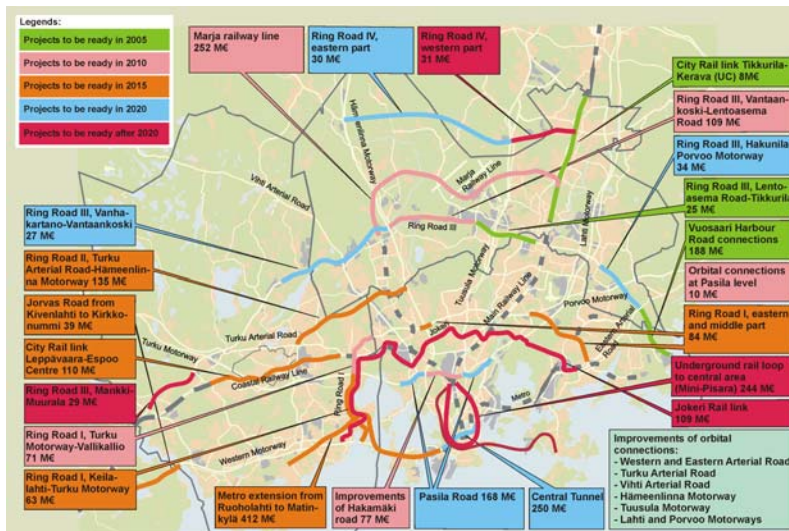 Legends:
Projects to be ready in 2005
Projects to be ready in 2010
Projects to be ready in 2015
Projects to be ready in 2020
Projects to be ready after 2020
Marja railway line
252 M€
Ring Road IV,
eastern part
30 M€
Ring Road IV,
western part
31 M€
City Rail link Tikkurila-
Kerava (UC) 8M€
Ring Road III, Vantaan-
koski-Lentoasema
Road 109 M€
Ring Road III, Hakunila-
Porvoo Motorway
34 M€
Ring Road III, Lento-
asema Road-Tikkurila
25 M€
Vuosaari Harbour
Road connections
188 M€
Orbital connections
at Pasila level
10 M€
Ring Road I, eastern
and middle part
84 M€
Underground rail loop
to central area
(Mini-Pisara) 244 M€
Jokeri Rail link
109 M€
Improvements of orbital
connections:
- Western and Eastern Arterial Road
- Turku Arterial Road
- Vihti Arterial Road
- Hämeenlinna Motorway
- Tuusula Motorway
- Lahti and Porvoo Motorways
Ring Road III, Vanha-
kartano-Vantaankoski
27 M€
Ring Road II, Turku
Arterial Road-Hämeenlin-
na Motorway 135 M€
Jorvas Road from
Kivenlahti to Kirkko-
nummi 39 M€
City Rail link
Leppävaara-Espoo
Centre 110 M€
Ring Road III, Mankki-
Muurala 29 M€
Ring Road I, Turku
Motorway-Vallikallio
71 M€
Ring Road I, Keila-
lahti-Turku Motorway
63 M€
Metro extension from
Ruoholahti to Matin-
kylä 412 M€
Improvements
of Hakamäki
road 77 M€
Pasila Road 168 M€
Central Tunnel
250 M€
Hämeenlinna Motorway
Vihti Arterial Road
Marja
Railway Line
Ring Road III
Lahti Motorway
Tuusula Motorway
Main Railway Line
Porvoo Motorway
Eastern Arterial
Road
Turku Arterial Road
Turku Motorway
Coastal Railway Line
Jokeri
Ring Road I
Western Motorway
Metro